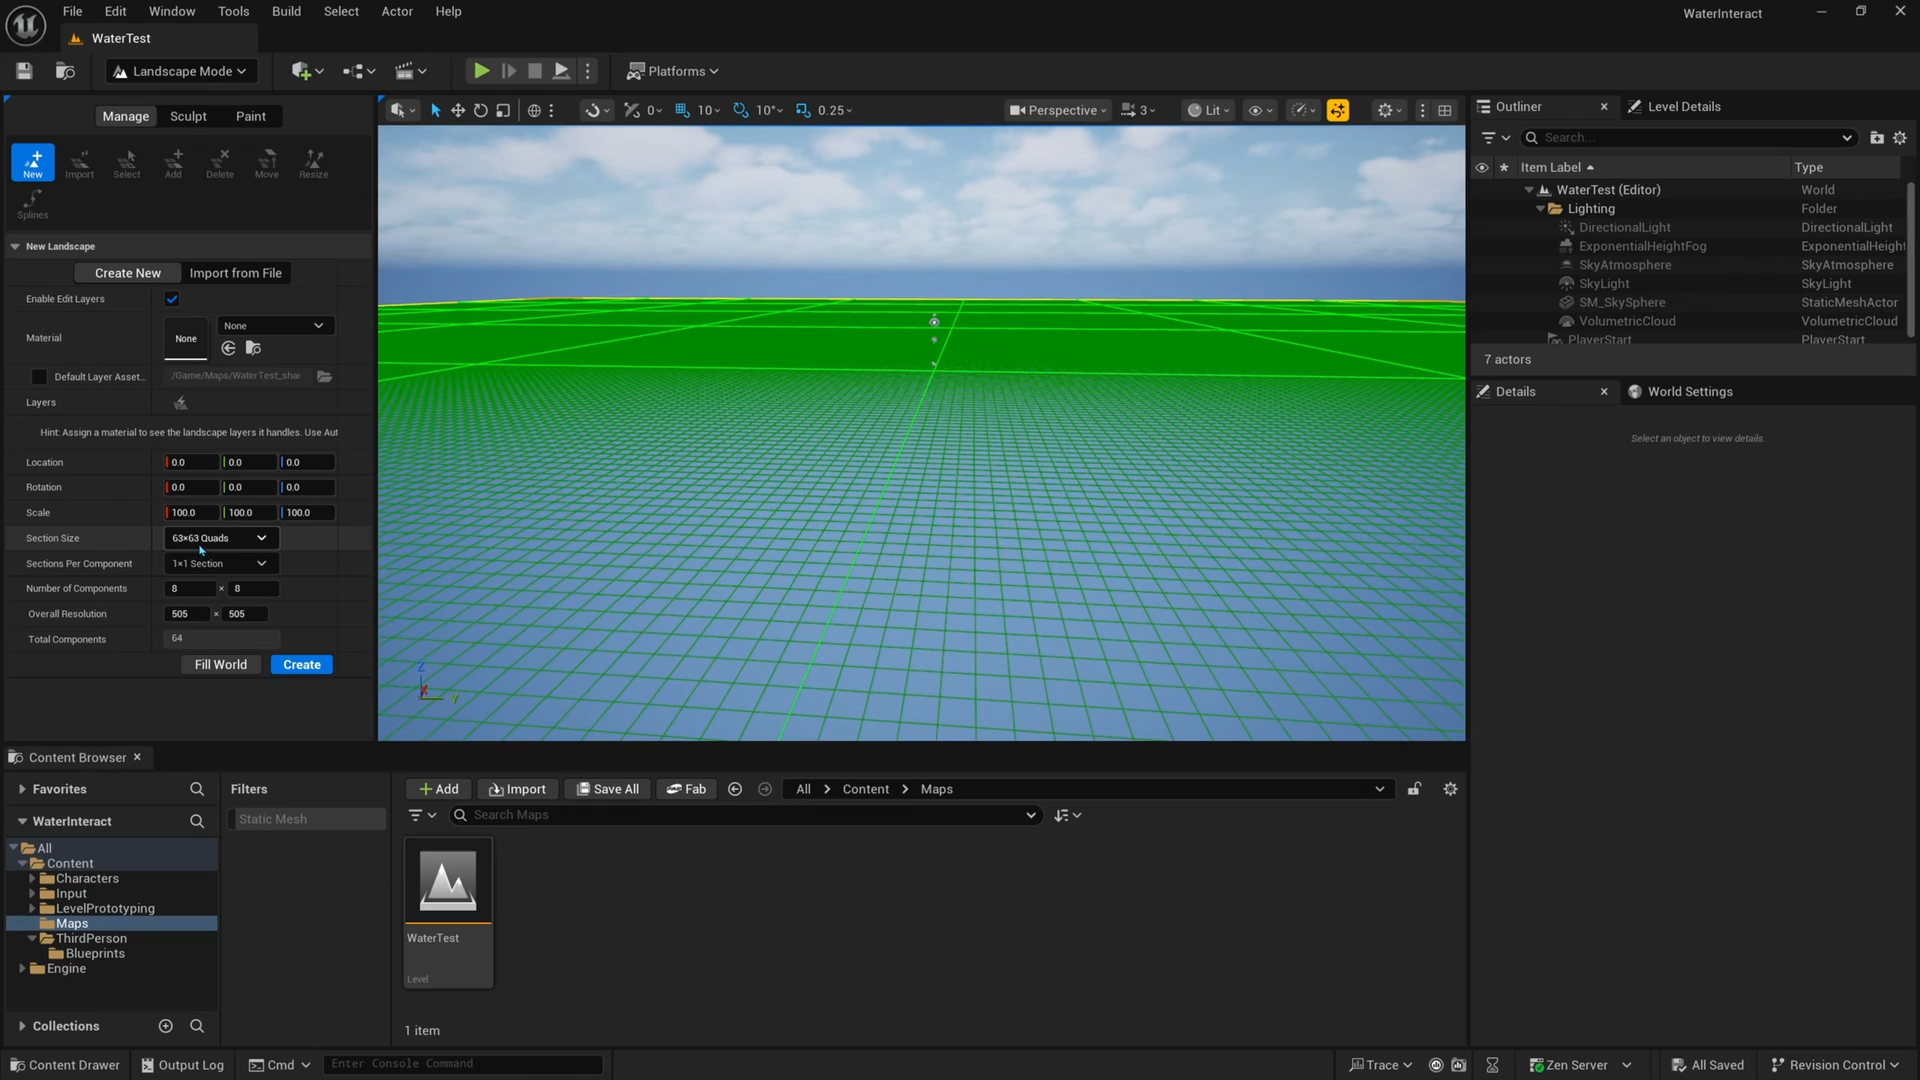 File Edit Window Tools Build Select Actor Help
WaterInteract
WaterTest
Landscape Mode
Platforms
Manage Sculpt Paint
New Import Select Add Delete Move Resize
Splines
New Landscape
Create New Import from File
Enable Edit Layers
Material None None
Default Layer Asset.. /Game/Maps/WaterTest_shar
Layers
Hint: Assign a material to see the landscape layers it handles. Use Aut
Location 0.0 0.0 0.0
Rotation 0.0 0.0 0.0
Scale 100.0 100.0 100.0
Section Size 63×63 Quads
Sections Per Component 1×1 Section
Number of Components 8 × 8
Overall Resolution 505 × 505
Total Components 64
Fill World Create
0 10 10° 0.25 Perspective 3 Lit
Z
X
Y
Outliner Level Details
Search...
Item Label Type
WaterTest (Editor) World
Lighting Folder
DirectionalLight DirectionalLight
ExponentialHeightFog ExponentialHeight
SkyAtmosphere SkyAtmosphere
SkyLight SkyLight
SM_SkySphere StaticMeshActor
VolumetricCloud VolumetricCloud
PlayerStart PlayerStart
7 actors
Details World Settings
Select an object to view details.
Content Browser
Favorites
WaterInteract
All
Content
Characters
Input
LevelPrototyping
Maps
ThirdPerson
Blueprints
Engine
Collections
Filters
Static Mesh
Add Import Save All Fab All Content Maps
Search Maps
WaterTest
Level
1 item
Content Drawer Output Log Cmd Enter Console Command
Trace Zen Server All Saved Revision Control